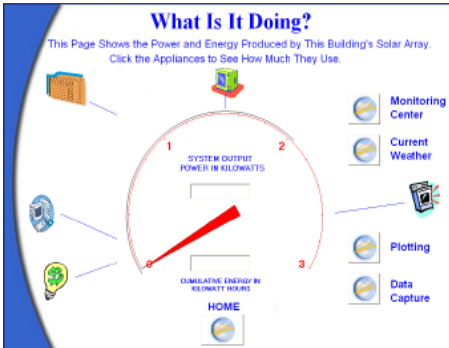 What Is It Doing?
This Page Shows the Power and Energy Produced by This Building's Solar Array.
Click the Appliances to See How Much They Use.
Monitoring
Center
1
2
Current
Weather
SYSTEM OUTPUT
POWER IN KILOWATTS
Plotting
0
3
CUMULATIVE ENERGY IN
KILOWATT HOURS
Data
Capture
HOME